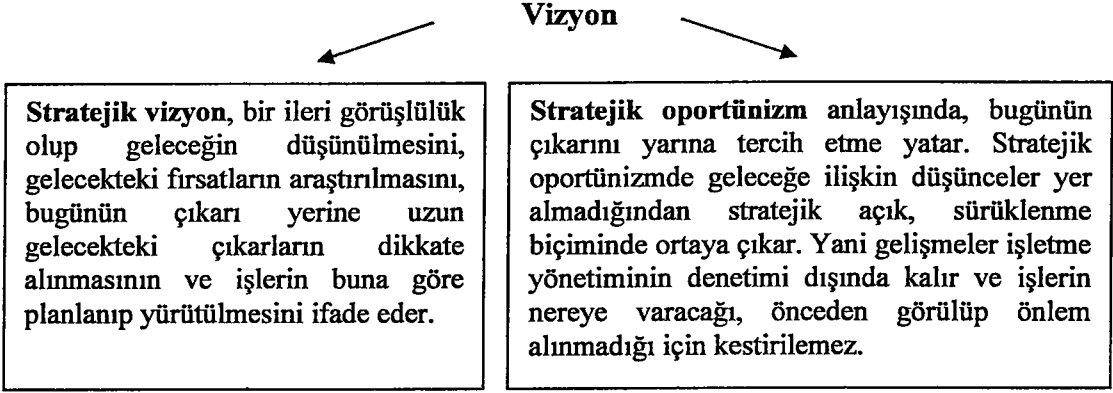 Vizyon
Stratejik vizyon, bir ileri görüşlülük
olup geleceğin düşünülmesini,
gelecekteki fırsatların araştırılmasını,
bugünün çıkarı yerine uzun
gelecekteki çıkarların dikkate
alınmasının ve işlerin buna göre
planlanıp yürütülmesini ifade eder.
Stratejik oportünizm anlayışında, bugünün
çıkarını yarına tercih etme yatar. Stratejik
oportünizmde geleceğe ilişkin düşünceler yer
almadığından stratejik açık, sürüklenme
biçiminde ortaya çıkar. Yani gelişmeler işletme
yönetiminin denetimi dışında kalır ve işlerin
nereye varacağı, önceden görülüp önlem
alınmadığı için kestirilemez.